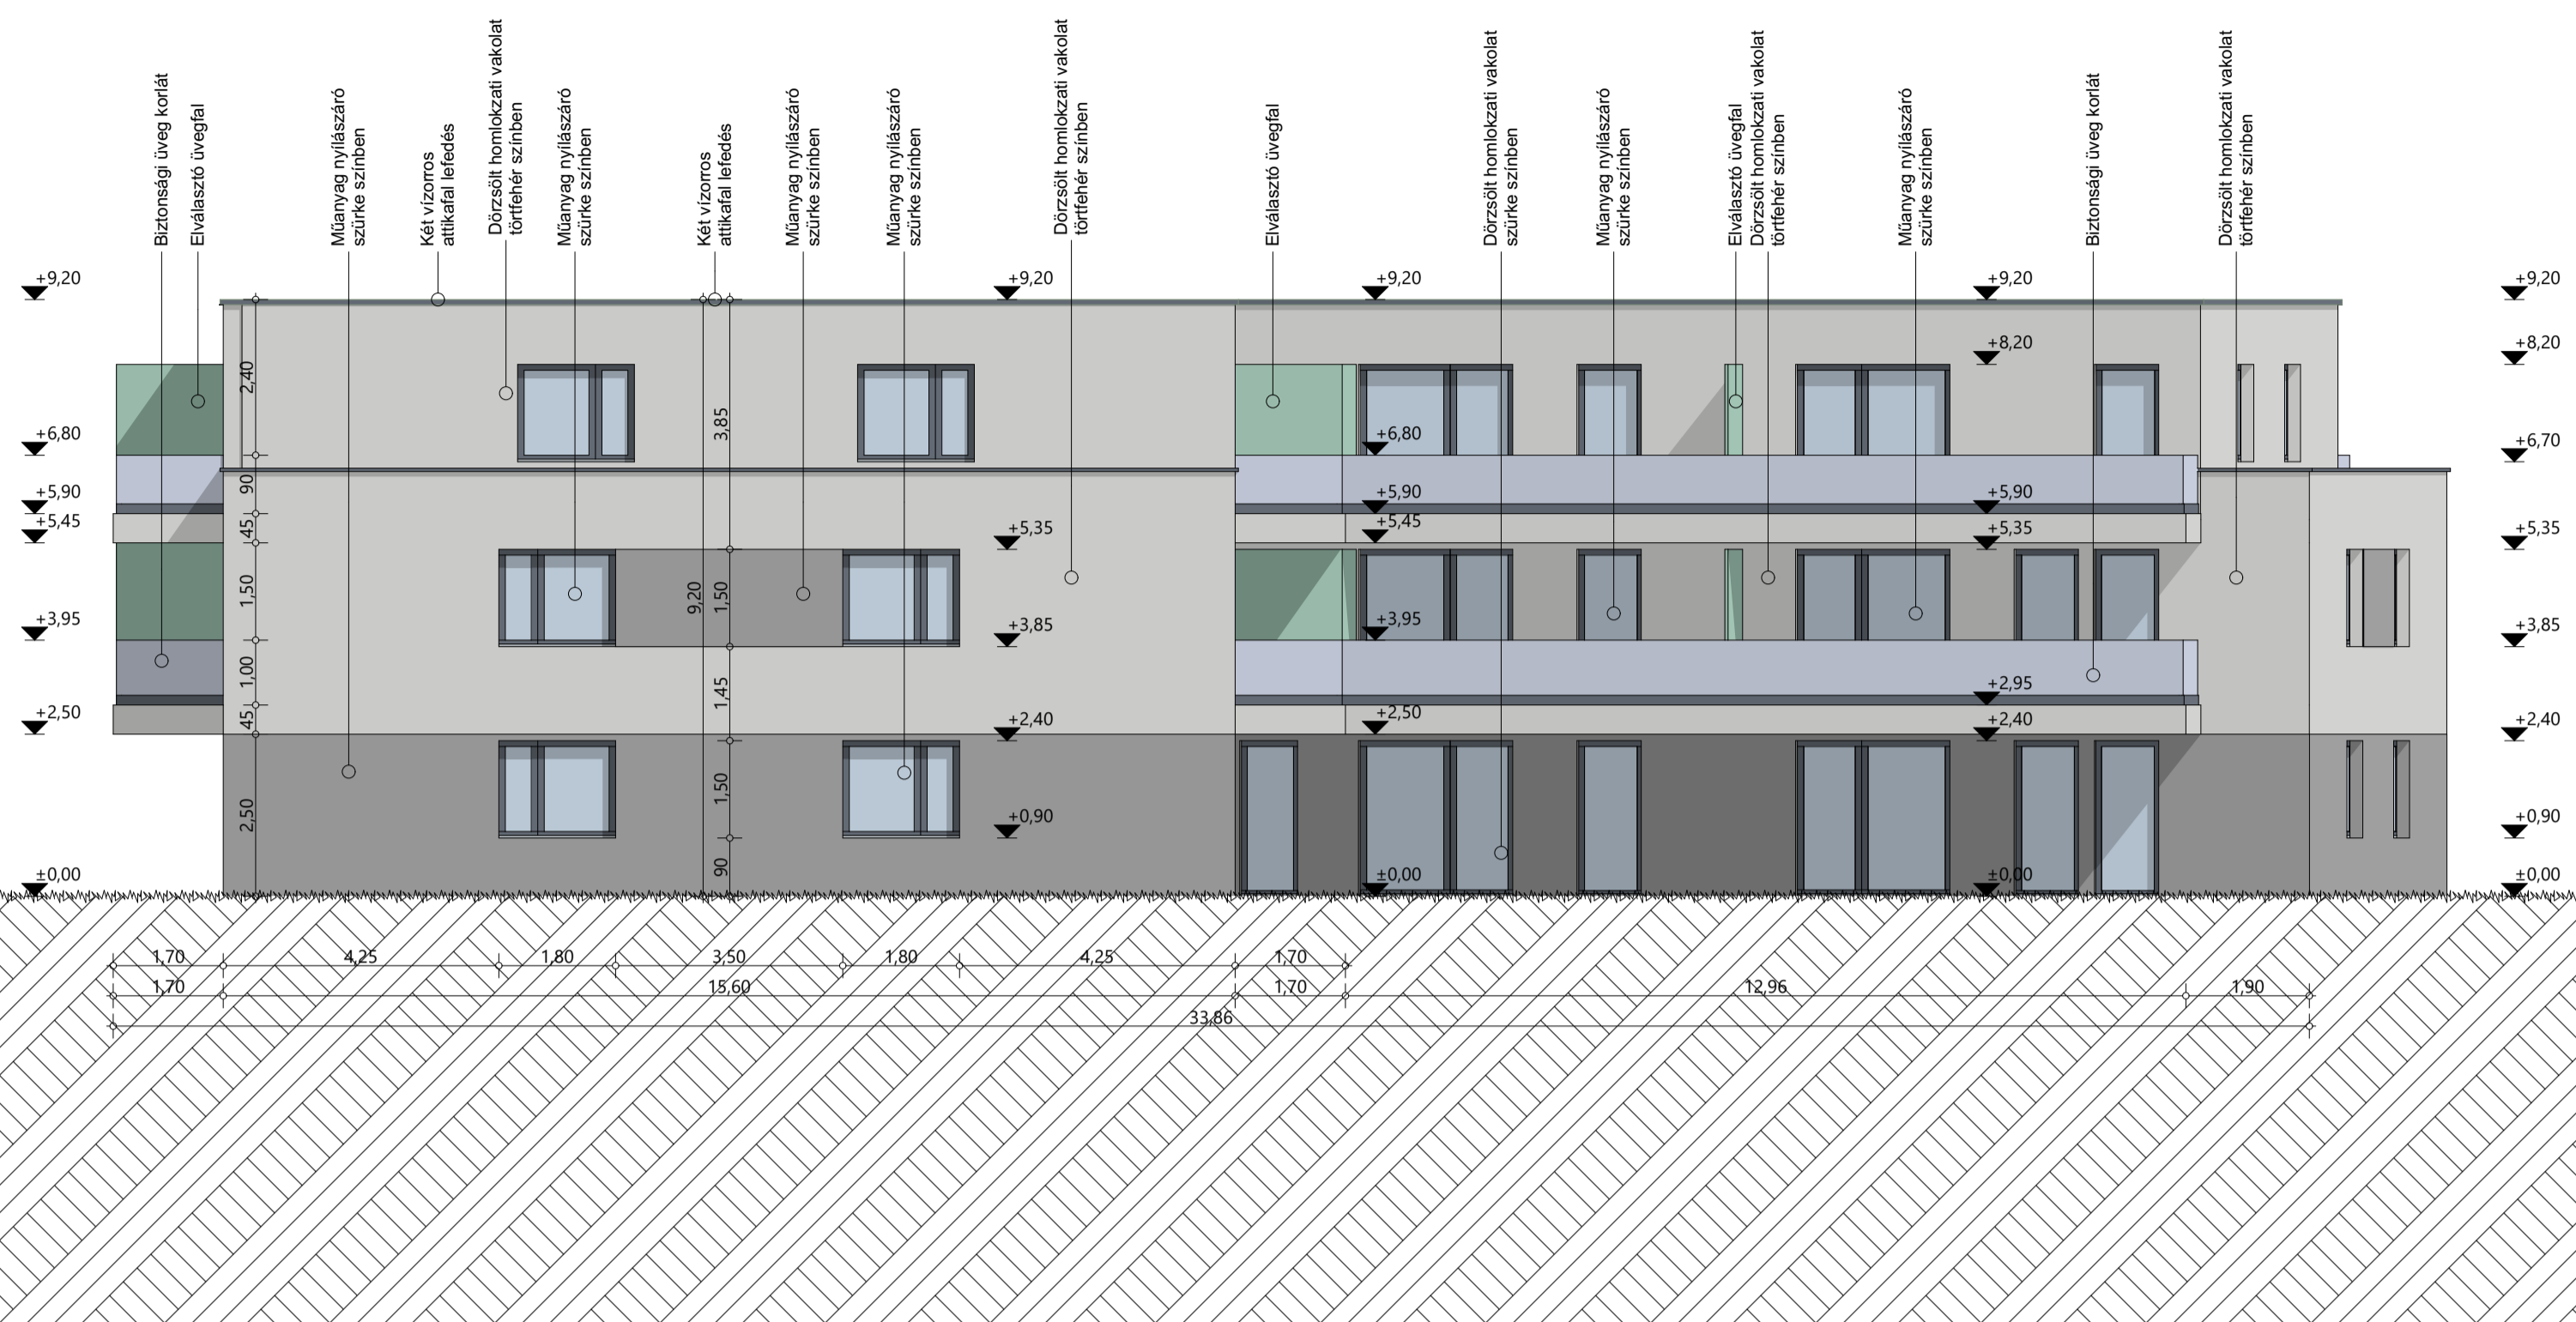 Biztonsági üveg korlát
Elválasztó üvegfal
Műanyag nyílászáró
szürke színben
Két vízorros
attikafal lefedés
Dörzsölt homlokzati vakolat
törtfehér színben
Műanyag nyílászáró
szürke színben
Két vízorros
attikafal lefedés
Műanyag nyílászáró
szürke színben
Műanyag nyílászáró
szürke színben
Dörzsölt homlokzati vakolat
törtfehér színben
Elválasztó üvegfal
Dörzsölt homlokzati vakolat
szürke színben
Műanyag nyílászáró
szürke színben
Elválasztó üvegfal
Dörzsölt homlokzati vakolat
törtfehér színben
Műanyag nyílászáró
szürke színben
Biztonsági üveg korlát
Dörzsölt homlokzati vakolat
törtfehér színben
+9,20
+6,80
+5,90
+5,45
+3,95
+2,50
±0,00
2,40
90
45
1,50
1,00
45
2,50
9,20
3,85
1,50
1,45
1,50
90
+9,20
+5,35
+3,85
+2,40
+0,90
+9,20
+6,80
+5,90
+5,45
+3,95
+2,50
±0,00
+9,20
+8,20
+5,90
+5,35
+2,95
+2,40
±0,00
+9,20
+8,20
+6,70
+5,35
+3,85
+2,40
+0,90
±0,00
1,70 4,25 1,80 3,50 1,80 4,25 1,70
1,70 15,60 1,70 12,96 1,90
33,86